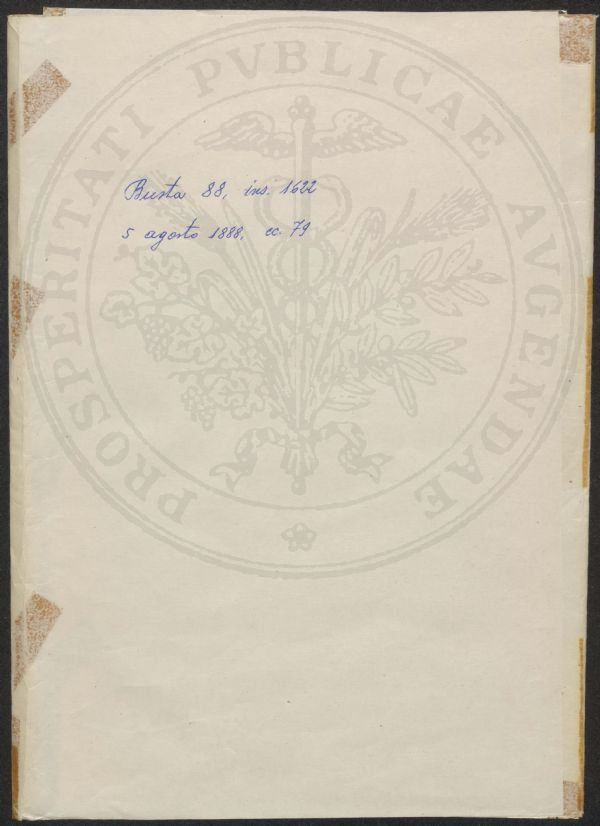 PROSPERITATI PVBLICAE AVGENDAE
Busta 88, ins. 1622
5 agosto 1888, cc. 79